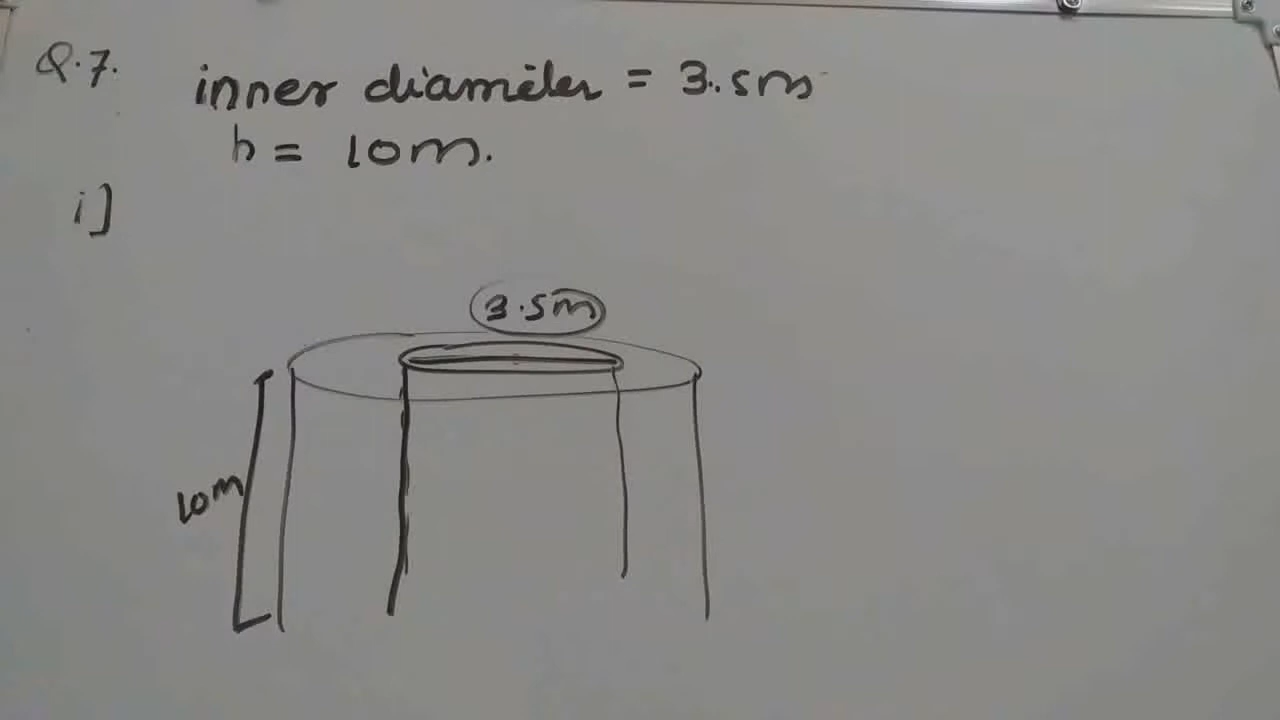 Q.7. inner diameter = 3.5m
h = 10m.
i]
3.5m
10m